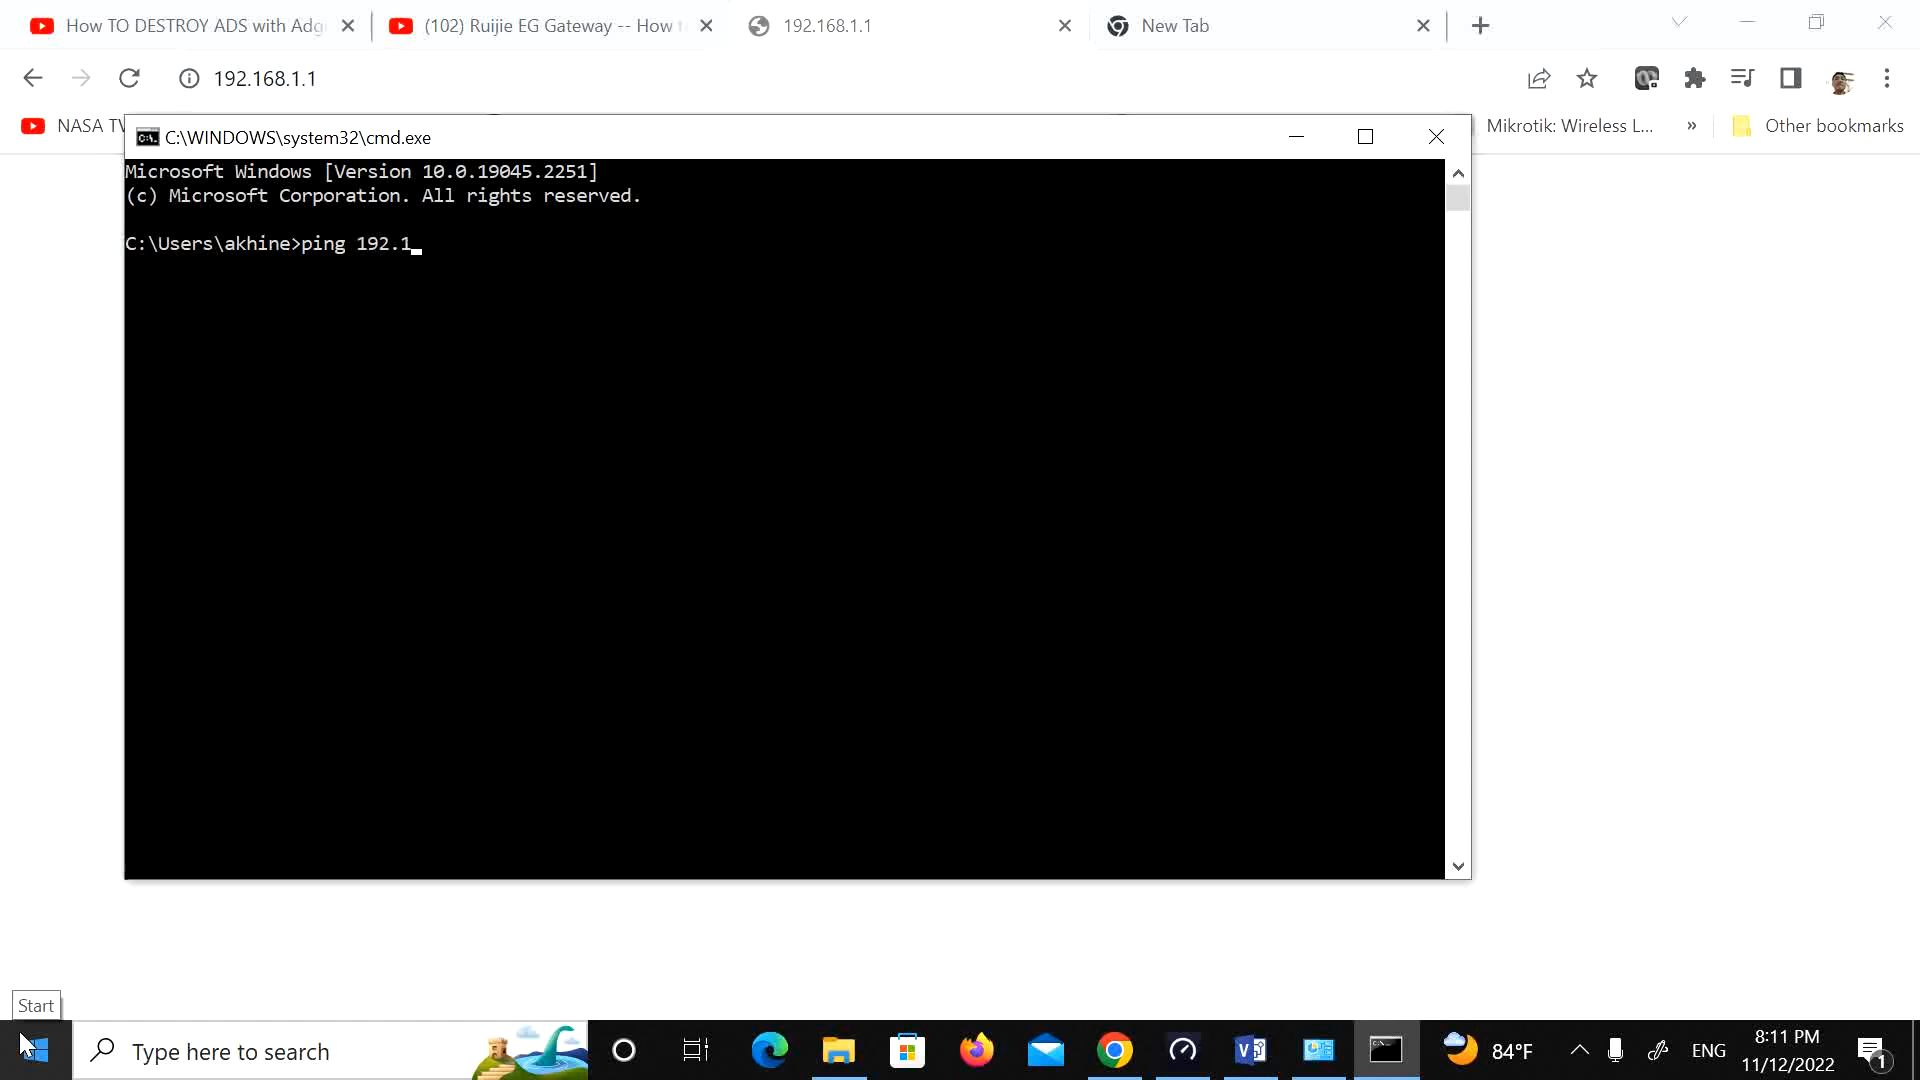 How TO DESTROY ADS with Adg
(102) Ruijie EG Gateway -- How t
192.168.1.1
New Tab
192.168.1.1
NASA TV
Mikrotik: Wireless L...
»
Other bookmarks
C:\WINDOWS\system32\cmd.exe
Microsoft Windows [Version 10.0.19045.2251]
(c) Microsoft Corporation. All rights reserved.
C:\Users\akhine>ping 192.1
Start
Type here to search
84°F
ENG
8:11 PM
11/12/2022
1